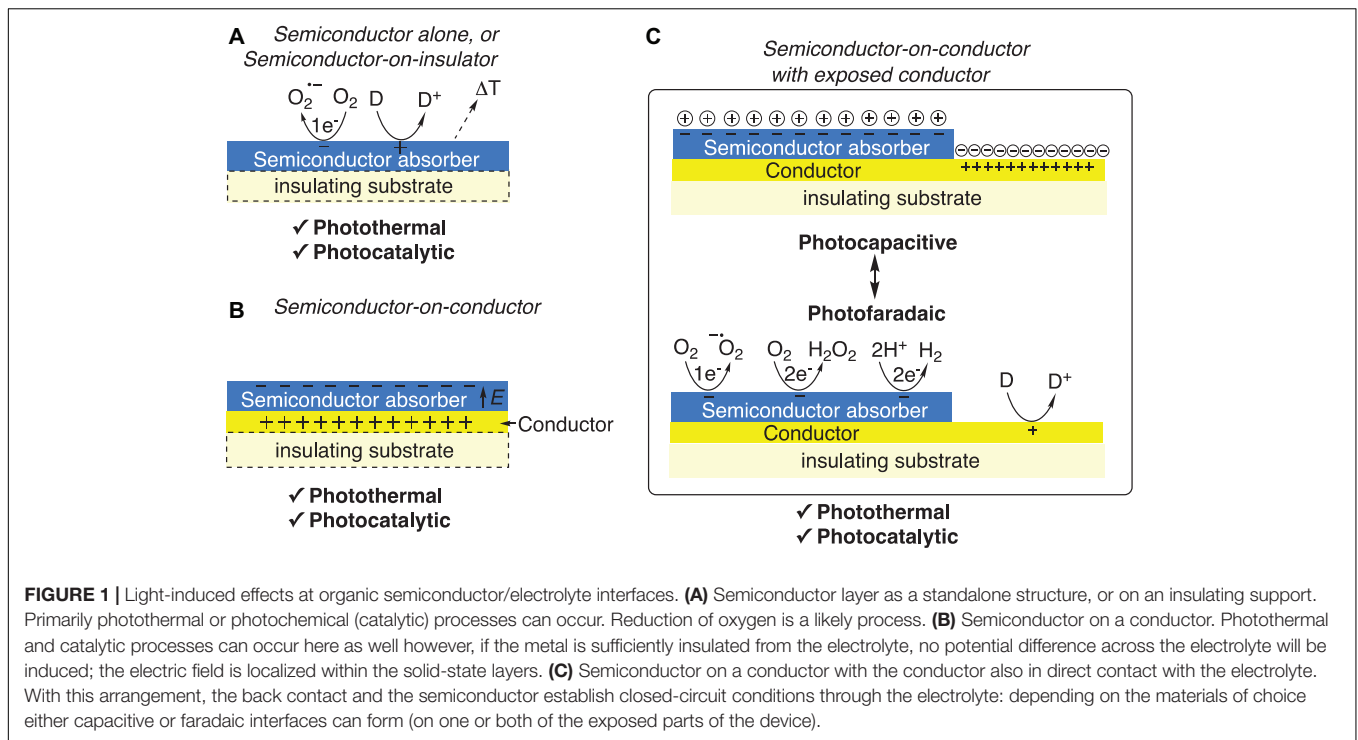 A
Semiconductor alone, or
Semiconductor-on-insulator
O₂•− O₂ D D+ ΔT
1e-
− +
Semiconductor absorber
insulating substrate
✓ Photothermal
✓ Photocatalytic
B
Semiconductor-on-conductor
− − − − − − − − − −
Semiconductor absorber E
+++++++++++++
Conductor
insulating substrate
✓ Photothermal
✓ Photocatalytic
C
Semiconductor-on-conductor
with exposed conductor
⊕ ⊕ ⊕ ⊕ ⊕ ⊕ ⊕ ⊕ ⊕ ⊕ ⊕
− − − − − − − − − − −
Semiconductor absorber
⊖⊖⊖⊖⊖⊖⊖⊖⊖⊖⊖⊖
Conductor ++++++++++++
insulating substrate
Photocapacitive
Photofaradaic
O₂ −•O₂ O₂ H₂O₂ 2H+ H₂
1e- 2e- 2e- D D+
− − −
Semiconductor absorber
Conductor +
insulating substrate
✓ Photothermal
✓ Photocatalytic
FIGURE 1 | Light-induced effects at organic semiconductor/electrolyte interfaces. (A) Semiconductor layer as a standalone structure, or on an insulating support.
Primarily photothermal or photochemical (catalytic) processes can occur. Reduction of oxygen is a likely process. (B) Semiconductor on a conductor. Photothermal
and catalytic processes can occur here as well however, if the metal is sufficiently insulated from the electrolyte, no potential difference across the electrolyte will be
induced; the electric field is localized within the solid-state layers. (C) Semiconductor on a conductor with the conductor also in direct contact with the electrolyte.
With this arrangement, the back contact and the semiconductor establish closed-circuit conditions through the electrolyte: depending on the materials of choice
either capacitive or faradaic interfaces can form (on one or both of the exposed parts of the device).